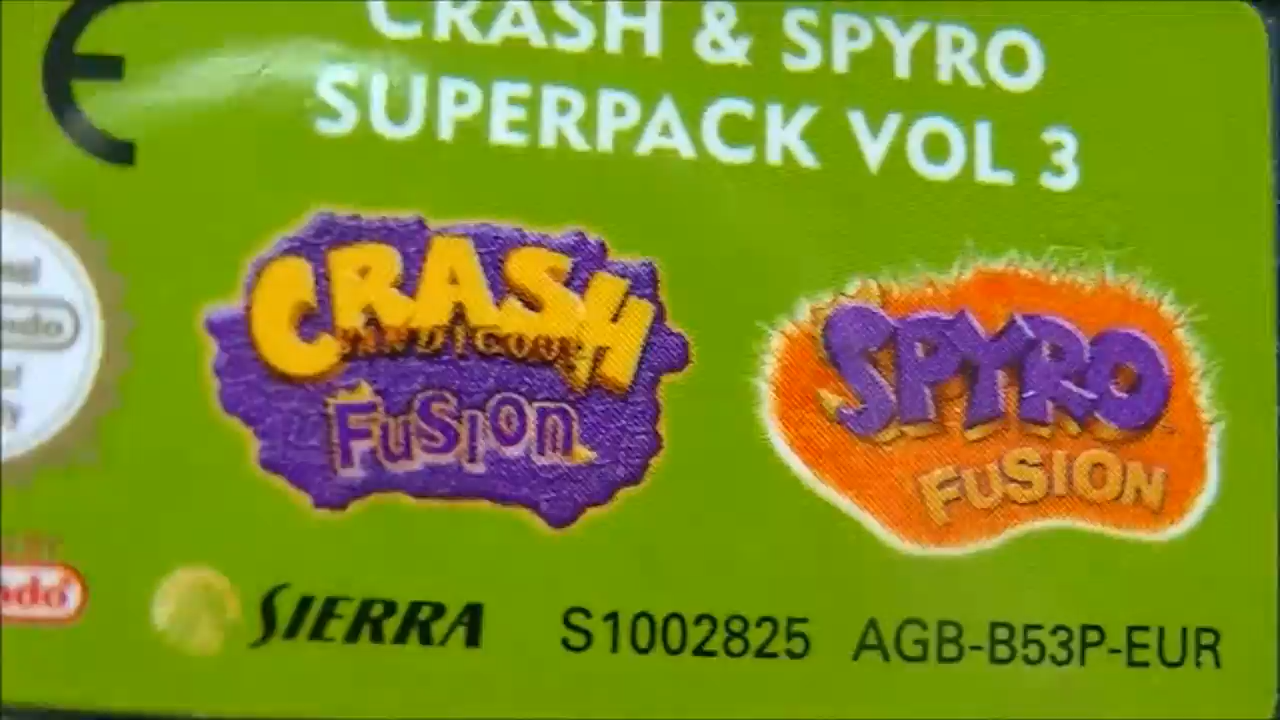 CRASH & SPYRO
SUPERPACK VOL 3
CRASH
BANDICOOT
FUSION
SPYRO
FUSION
SIERRA S1002825 AGB-B53P-EUR